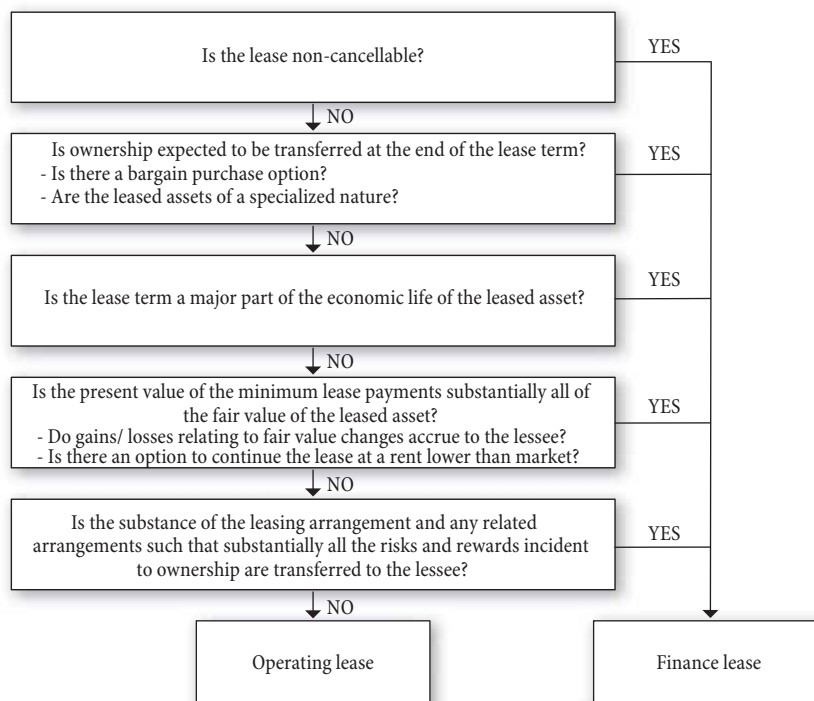 Is the lease non-cancellable?
YES
NO
Is ownership expected to be transferred at the end of the lease term?
- Is there a bargain purchase option?
- Are the leased assets of a specialized nature?
YES
NO
Is the lease term a major part of the economic life of the leased asset?
YES
NO
Is the present value of the minimum lease payments substantially all of
the fair value of the leased asset?
- Do gains/ losses relating to fair value changes accrue to the lessee?
- Is there an option to continue the lease at a rent lower than market?
YES
NO
Is the substance of the leasing arrangement and any related
arrangements such that substantially all the risks and rewards incident
to ownership are transferred to the lessee?
YES
NO
Operating lease
Finance lease